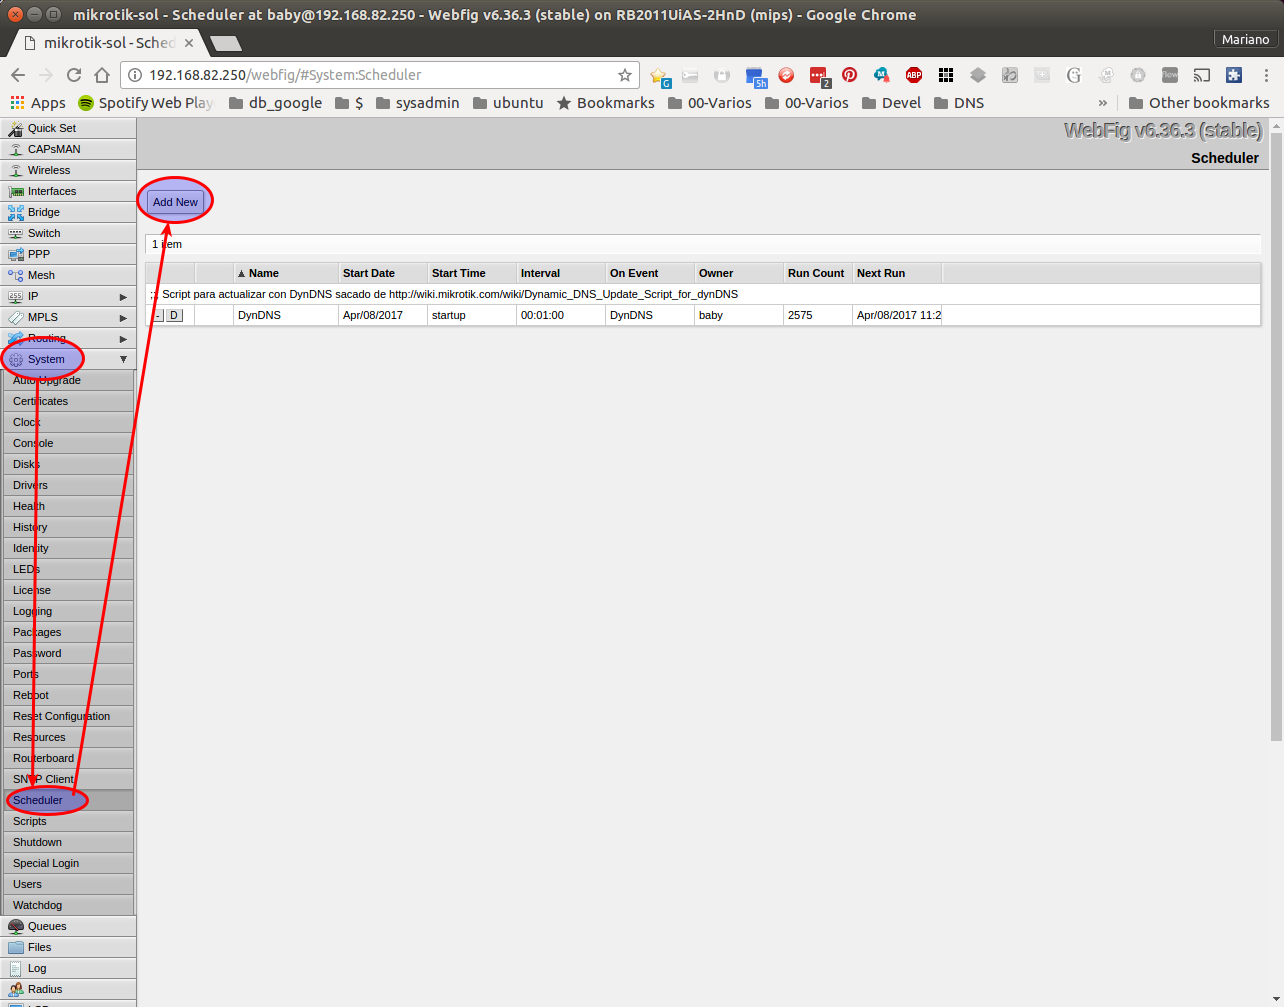 mikrotik-sol - Scheduler at baby@192.168.82.250 - Webfig v6.36.3 (stable) on RB2011UiAS-2HnD (mips) - Google Chrome
mikrotik-sol - Sched
Mariano
192.168.82.250/webfig/#System:Scheduler
G
5h
2
M
ABP
G
flow
Apps
Spotify Web Play
db_google
$
sysadmin
ubuntu
Bookmarks
00-Varios
00-Varios
Devel
DNS
»
Other bookmarks
WebFig v6.36.3 (stable)
Scheduler
Quick Set
CAPsMAN
Wireless
Interfaces
Bridge
Switch
PPP
Mesh
IP
MPLS
Routing
System
Auto Upgrade
Certificates
Clock
Console
Disks
Drivers
Health
History
Identity
LEDs
License
Logging
Packages
Password
Ports
Reboot
Reset Configuration
Resources
Routerboard
SNTP Client
Scheduler
Scripts
Shutdown
Special Login
Users
Watchdog
Queues
Files
Log
Radius
Add New
1 item
Name Start Date Start Time Interval On Event Owner Run Count Next Run
;;; Script para actualizar con DynDNS sacado de http://wiki.mikrotik.com/wiki/Dynamic_DNS_Update_Script_for_dynDNS
- D DynDNS Apr/08/2017 startup 00:01:00 DynDNS baby 2575 Apr/08/2017 11:2